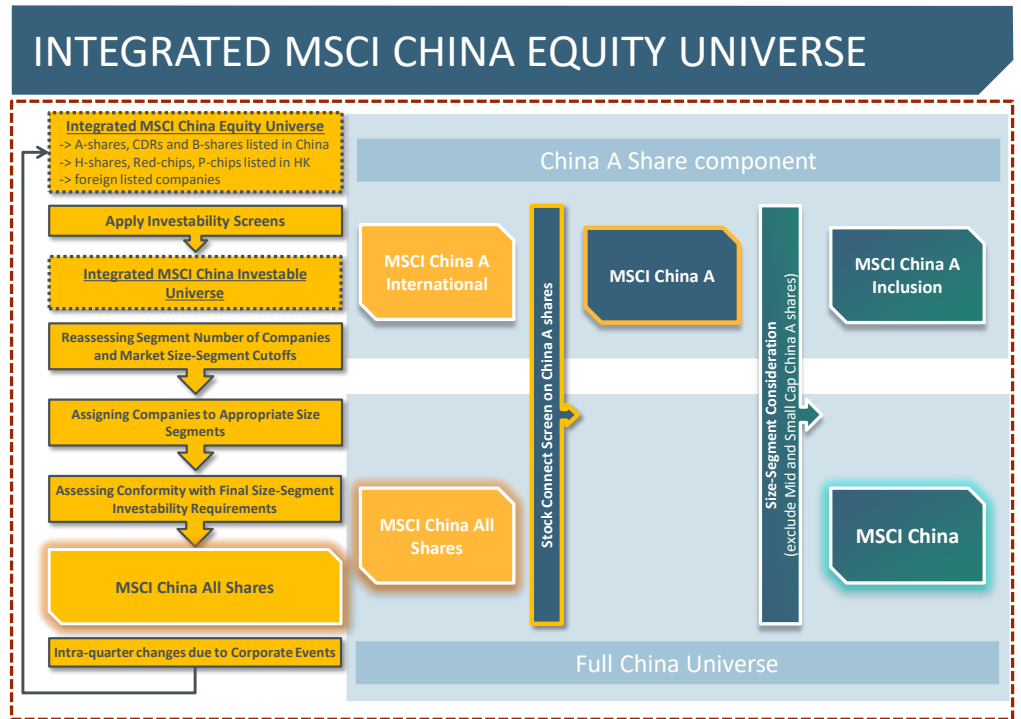 INTEGRATED MSCI CHINA EQUITY UNIVERSE
Integrated MSCI China Equity Universe
-> A-shares, CDRs and B-shares listed in China
-> H-shares, Red-chips, P-chips listed in HK
-> foreign listed companies
Apply Investability Screens
Integrated MSCI China Investable
Universe
Reassessing Segment Number of Companies
and Market Size-Segment Cutoffs
Assigning Companies to Appropriate Size
Segments
Assessing Conformity with Final Size-Segment
Investability Requirements
MSCI China All Shares
Intra-quarter changes due to Corporate Events
China A Share component
MSCI China A
International
MSCI China All
Shares
Stock Connect Screen on China A shares
MSCI China A
Size-Segment Consideration
(exclude Mid and Small Cap China A shares)
MSCI China A
Inclusion
MSCI China
Full China Universe